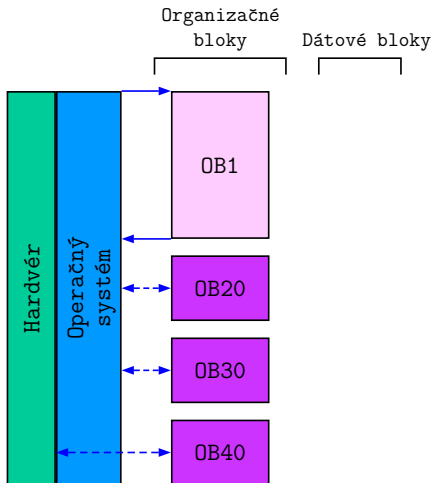 Organizačné
bloky
Dátové bloky
Hardvér
Operačný
systém
OB1
OB20
OB30
OB40